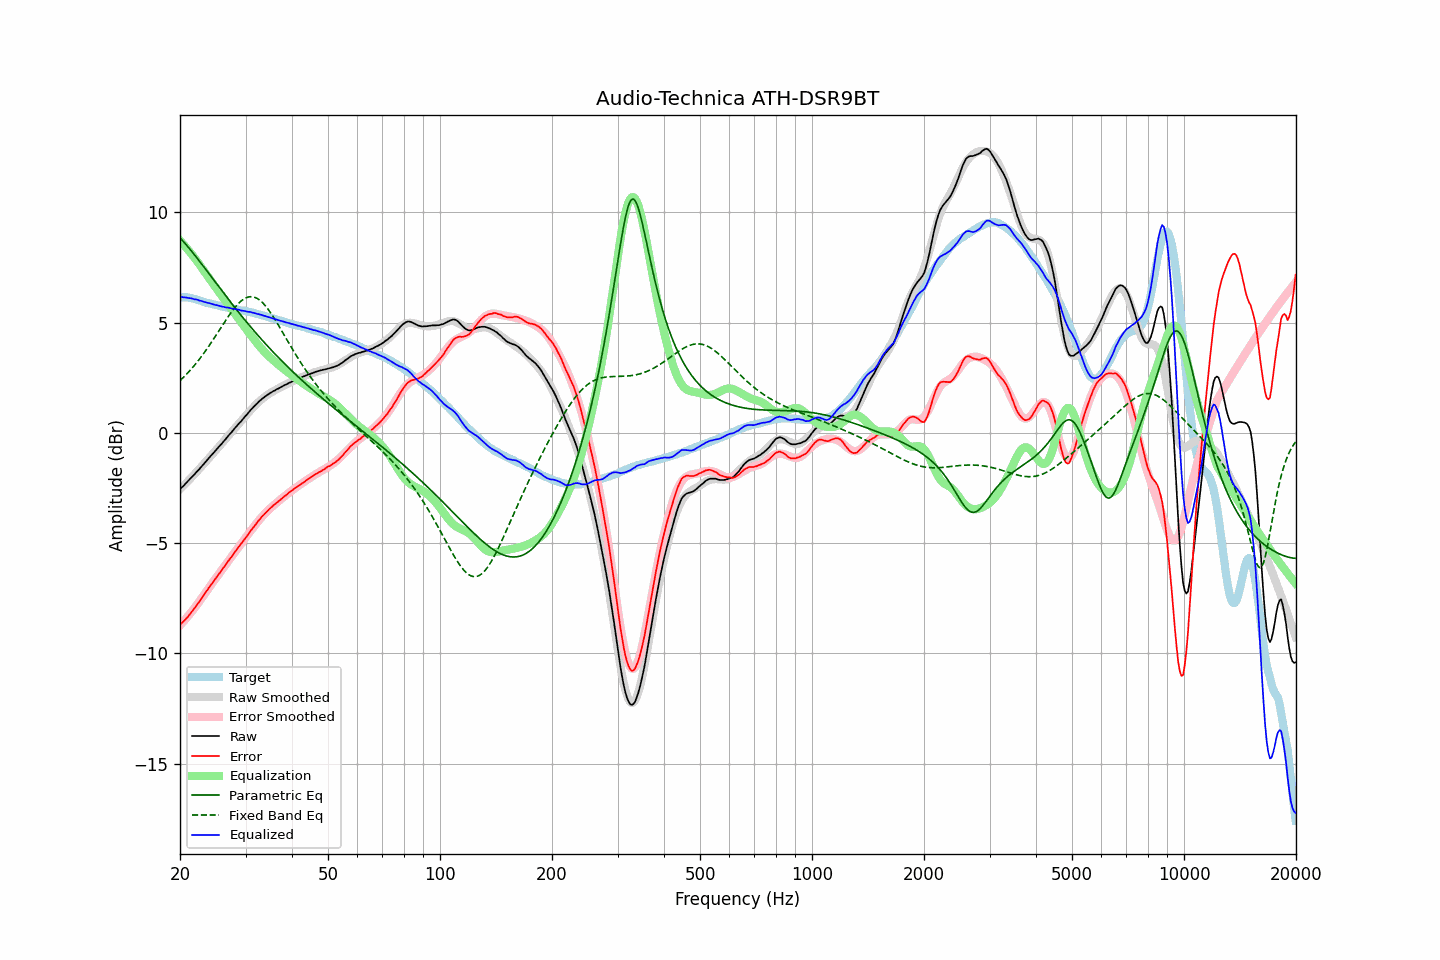 Audio-Technica ATH-DSR9BT
Amplitude (dBr)
10
5
0
−5
−10
−15
Target
Raw Smoothed
Error Smoothed
Raw
Error
Equalization
Parametric Eq
Fixed Band Eq
Equalized
20 50 100 200 500 1000 2000 5000 10000 20000
Frequency (Hz)